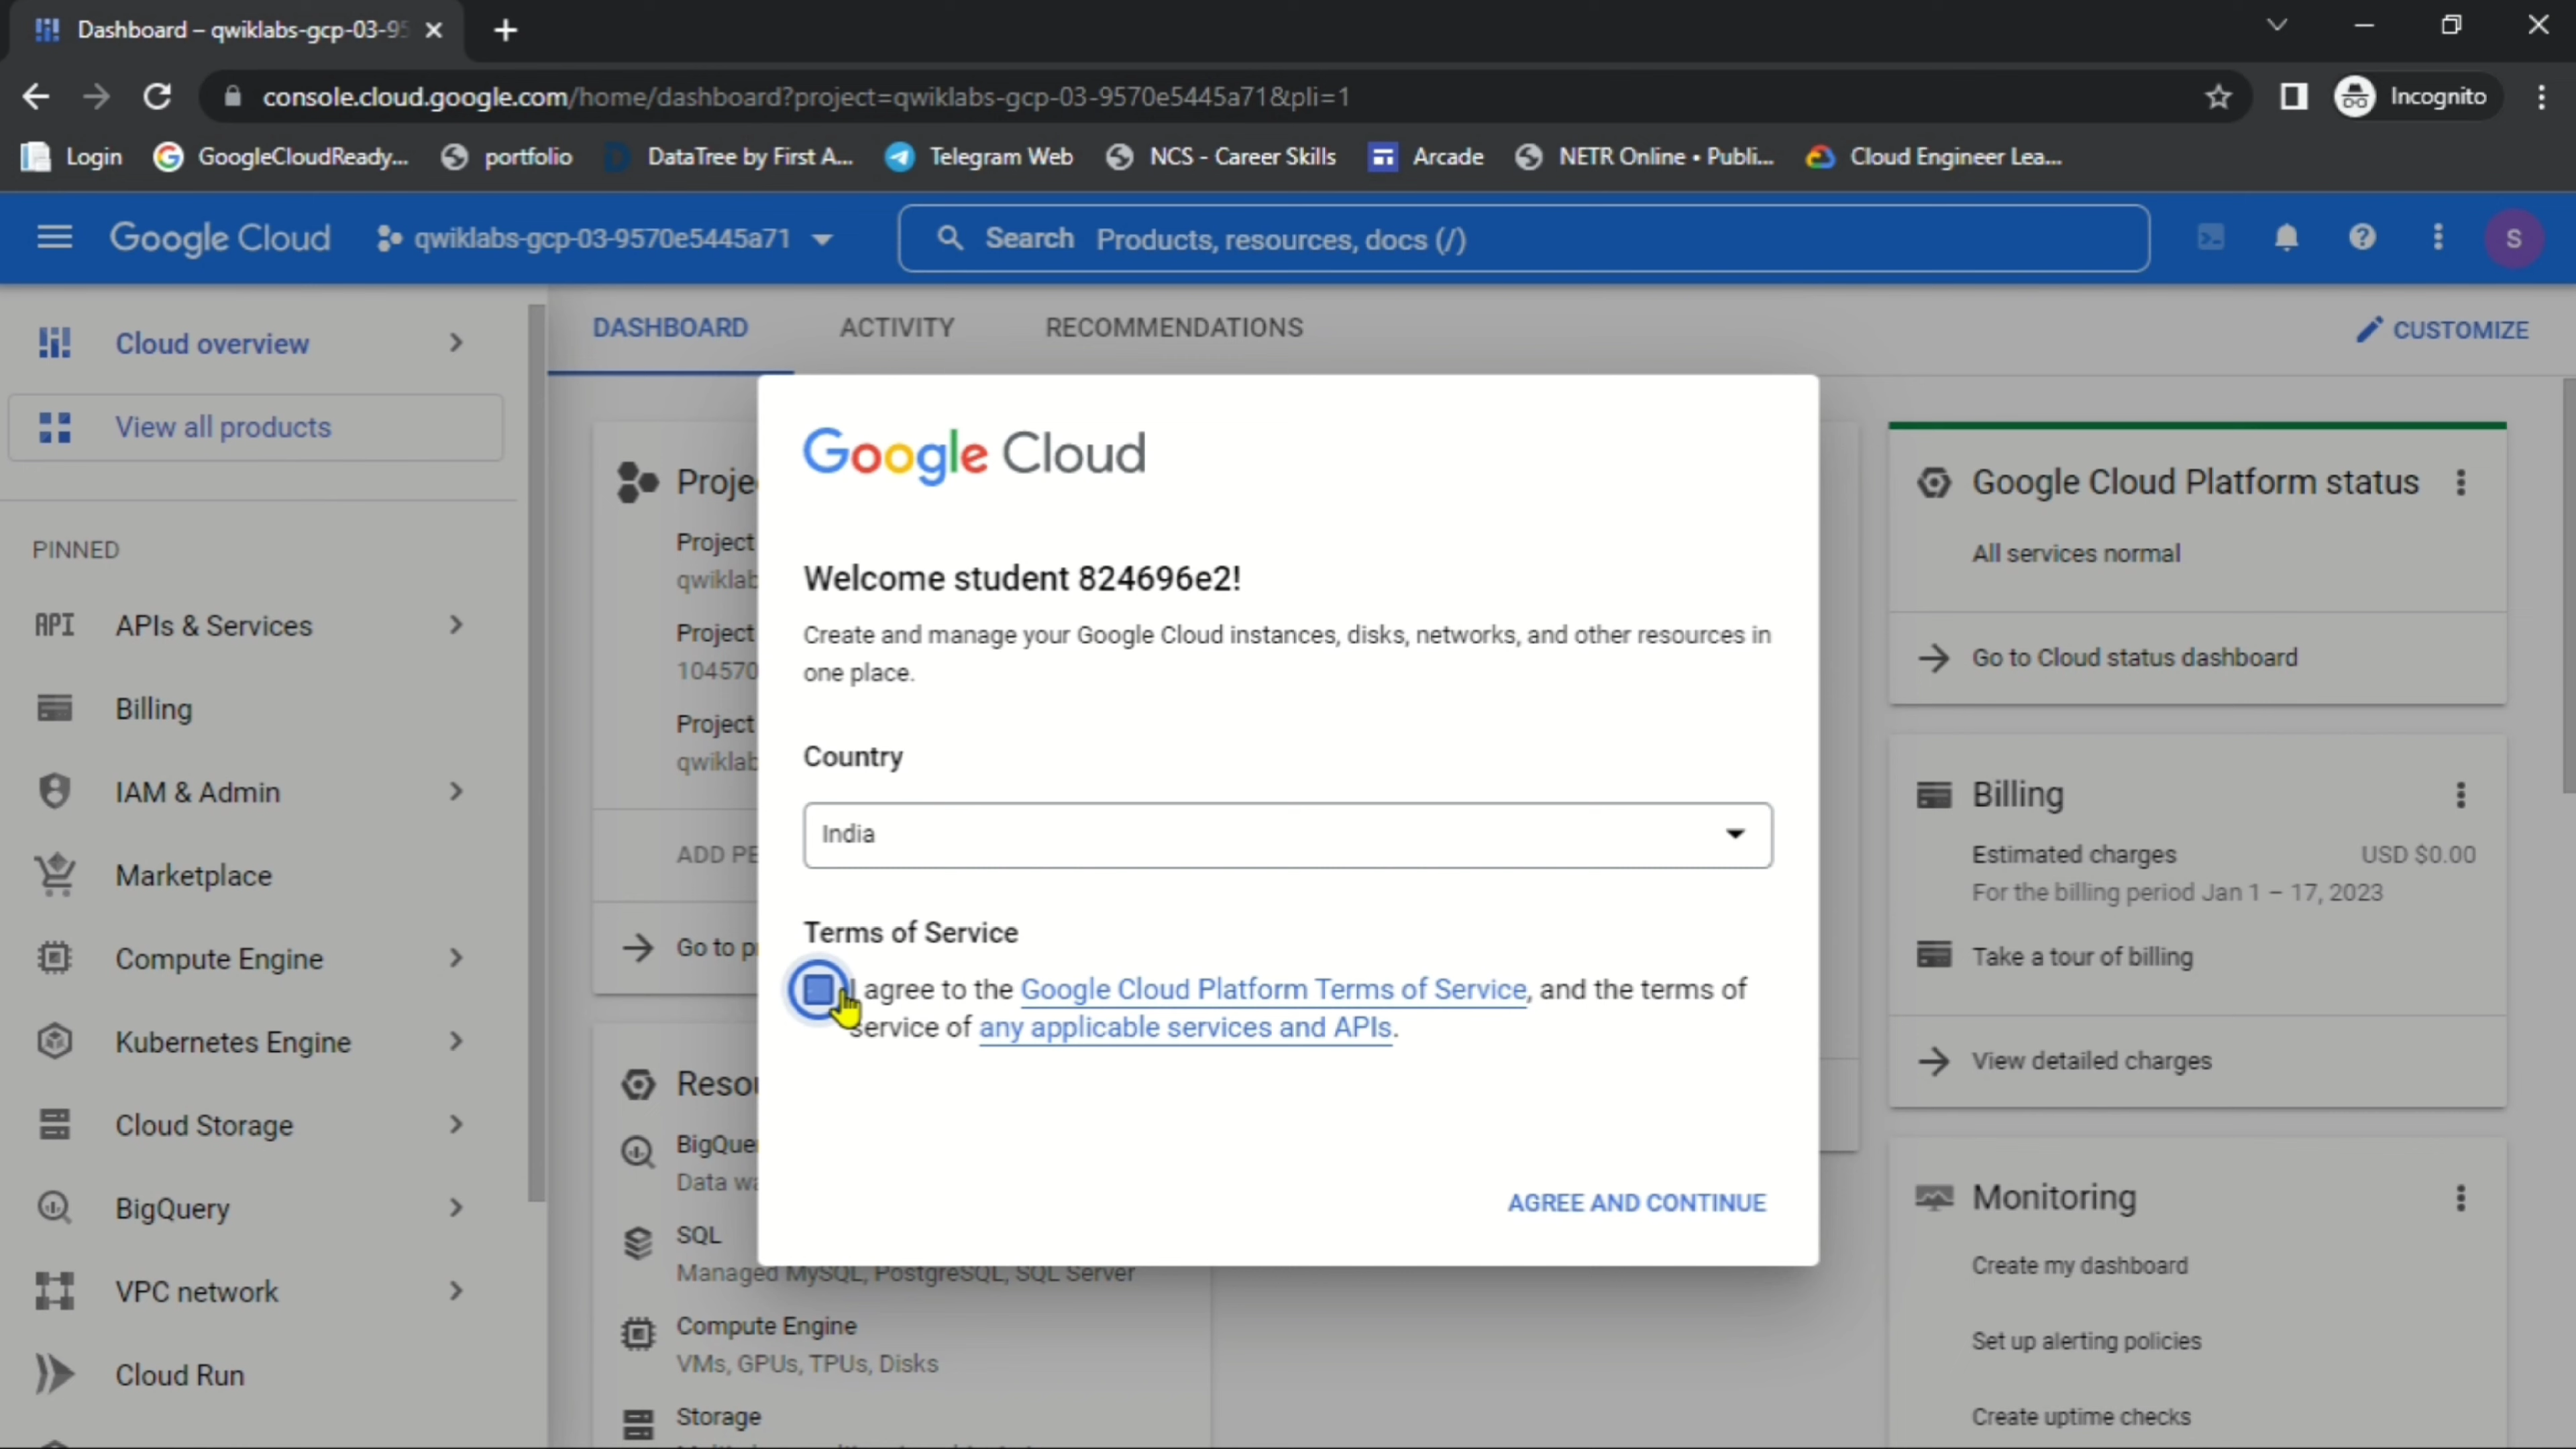 Dashboard – qwiklabs-gcp-03-95
console.cloud.google.com/home/dashboard?project=qwiklabs-gcp-03-9570e5445a71&pli=1
Incognito
Login
GoogleCloudReady...
portfolio
DataTree by First A...
Telegram Web
NCS - Career Skills
Arcade
NETR Online • Publi...
Cloud Engineer Lea...
Google Cloud
qwiklabs-gcp-03-9570e5445a71
Search Products, resources, docs (/)
S
Cloud overview
View all products
PINNED
API APIs & Services
Billing
IAM & Admin
Marketplace
Compute Engine
Kubernetes Engine
Cloud Storage
BigQuery
VPC network
Cloud Run
DASHBOARD
ACTIVITY
RECOMMENDATIONS
CUSTOMIZE
Proje
Project
qwiklab
Project
104570
Project
qwiklab
ADD PE
Go to p
Resou
BigQue
Data wa
SQL
Managed MySQL, PostgreSQL, SQL Server
Compute Engine
VMs, GPUs, TPUs, Disks
Storage
Google Cloud
Welcome student 824696e2!
Create and manage your Google Cloud instances, disks, networks, and other resources in
one place.
Country
India
Terms of Service
I agree to the Google Cloud Platform Terms of Service, and the terms of
service of any applicable services and APIs.
AGREE AND CONTINUE
Google Cloud Platform status
All services normal
Go to Cloud status dashboard
Billing
Estimated charges USD $0.00
For the billing period Jan 1 – 17, 2023
Take a tour of billing
View detailed charges
Monitoring
Create my dashboard
Set up alerting policies
Create uptime checks